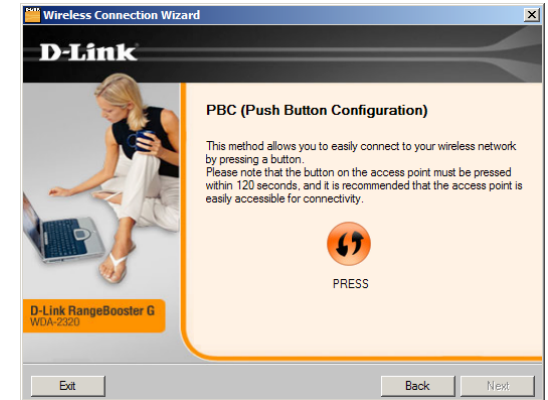 Wireless Connection Wizard
D-Link
PBC (Push Button Configuration)
This method allows you to easily connect to your wireless network
by pressing a button.
Please note that the button on the access point must be pressed
within 120 seconds, and it is recommended that the access point is
easily accessible for connectivity.
PRESS
D-Link RangeBooster G
WDA-2320
Exit
Back
Next